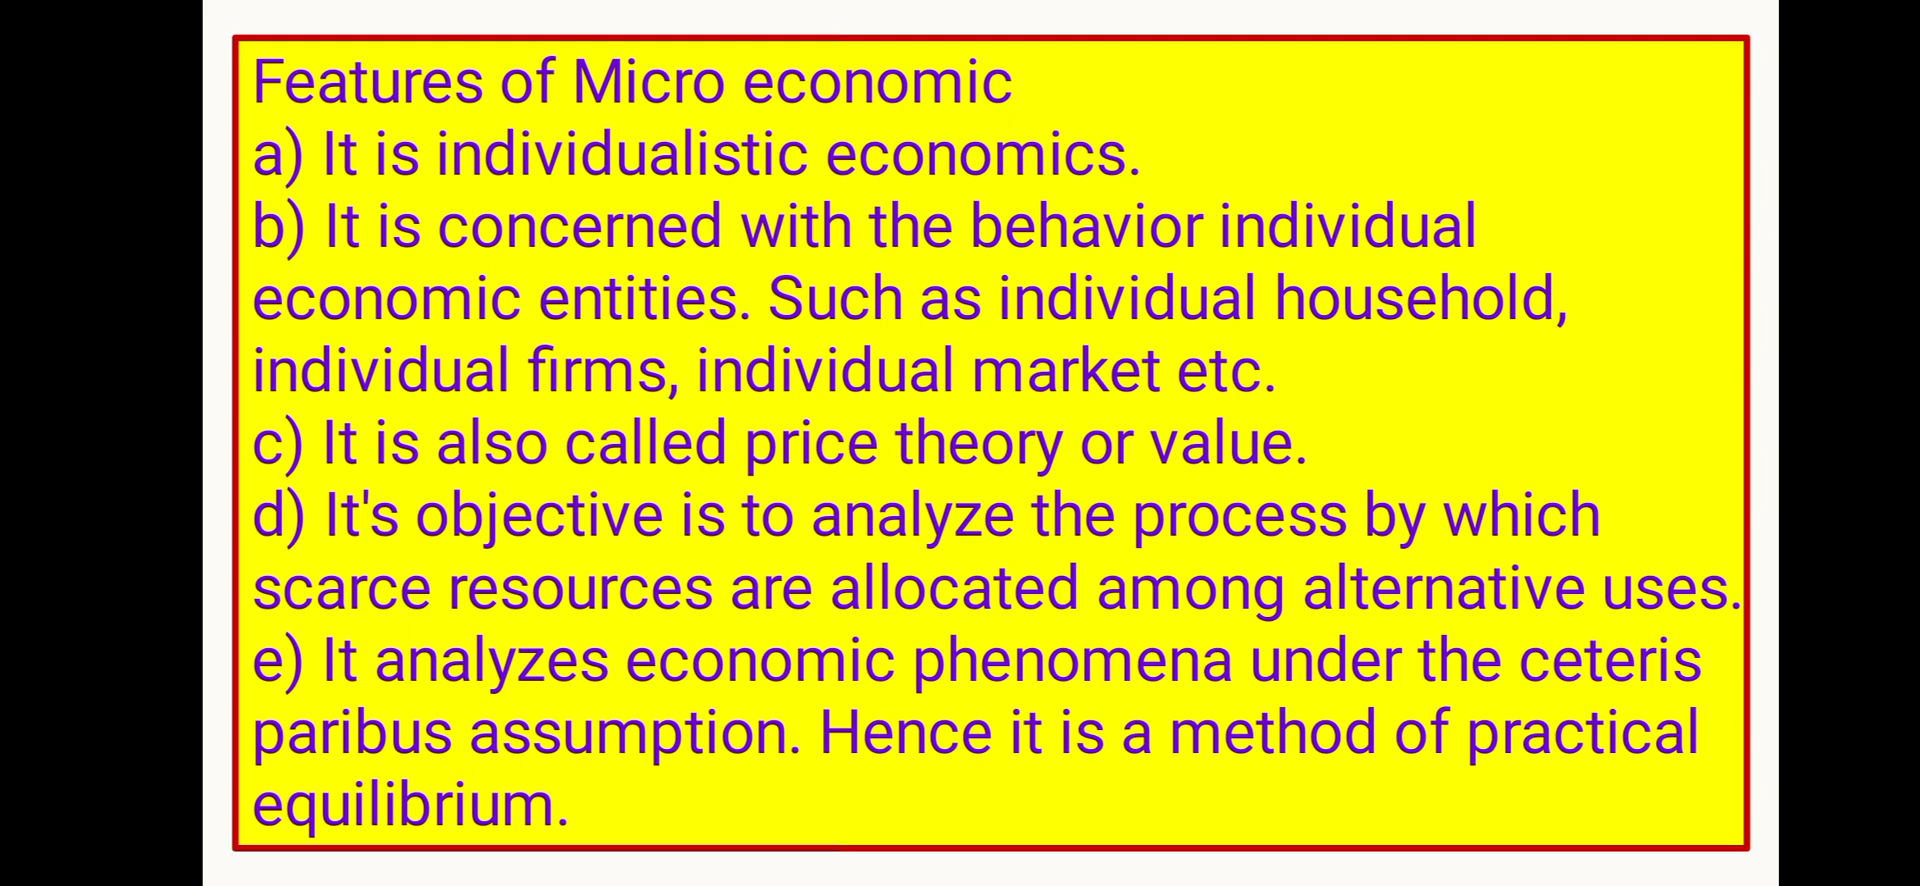 Features of Micro economic
a) It is individualistic economics.
b) It is concerned with the behavior individual
economic entities. Such as individual household,
individual firms, individual market etc.
c) It is also called price theory or value.
d) It's objective is to analyze the process by which
scarce resources are allocated among alternative uses.
e) It analyzes economic phenomena under the ceteris
paribus assumption. Hence it is a method of practical
equilibrium.